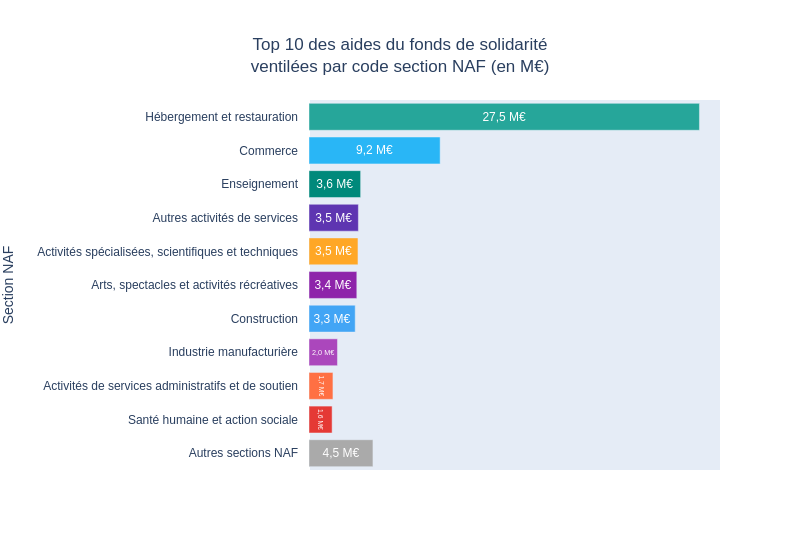 Top 10 des aides du fonds de solidarité
ventilées par code section NAF (en M€)
Section NAF
Hébergement et restauration 27,5 M€
Commerce 9,2 M€
Enseignement 3,6 M€
Autres activités de services 3,5 M€
Activités spécialisées, scientifiques et techniques 3,5 M€
Arts, spectacles et activités récréatives 3,4 M€
Construction 3,3 M€
Industrie manufacturière 2,0 M€
Activités de services administratifs et de soutien 1,7 M€
Santé humaine et action sociale 1,6 M€
Autres sections NAF 4,5 M€